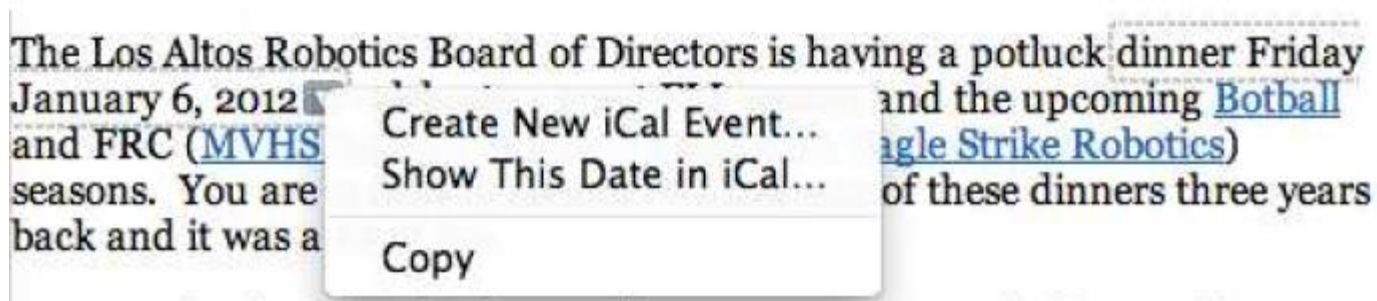 The Los Altos Robotics Board of Directors is having a potluck dinner Friday
January 6, 2012 and the upcoming Botball
Create New iCal Event...
and FRC (MVHS agle Strike Robotics)
Show This Date in iCal...
seasons. You are of these dinners three years
back and it was a
Copy